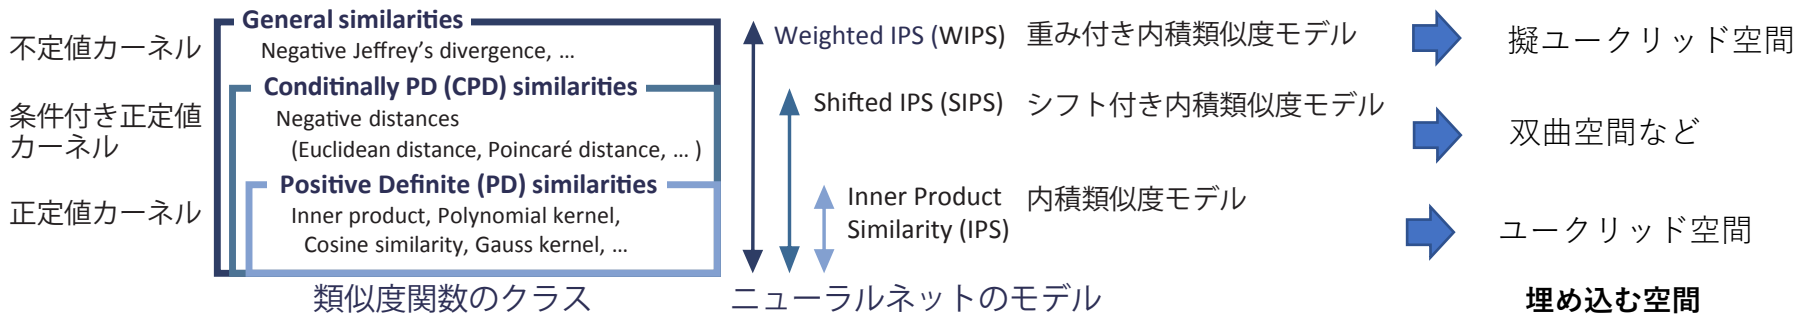 不定値カーネル
条件付き正定値
カーネル
正定値カーネル
General similarities
Negative Jeffrey's divergence, ...
Conditinally PD (CPD) similarities
Negative distances
(Euclidean distance, Poincaré distance, ... )
Positive Definite (PD) similarities
Inner product, Polynomial kernel,
Cosine similarity, Gauss kernel, ...
類似度関数のクラス
Weighted IPS (WIPS) 重み付き内積類似度モデル
Shifted IPS (SIPS) シフト付き内積類似度モデル
Inner Product
Similarity (IPS)
内積類似度モデル
ニューラルネットのモデル
擬ユークリッド空間
双曲空間など
ユークリッド空間
埋め込む空間